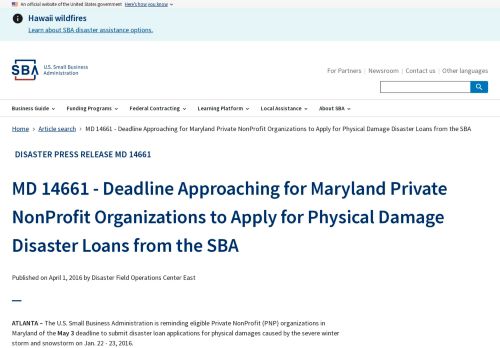 An official website of the United States government Here's how you know
Hawaii wildfires
Learn about SBA disaster assistance options.
SBA U.S. Small Business
Administration
For Partners Newsroom Contact us Other languages
Business Guide Funding Programs Federal Contracting Learning Platform Local Assistance About SBA
Home Article search MD 14661 - Deadline Approaching for Maryland Private NonProfit Organizations to Apply for Physical Damage Disaster Loans from the SBA
DISASTER PRESS RELEASE MD 14661
MD 14661 - Deadline Approaching for Maryland Private
NonProfit Organizations to Apply for Physical Damage
Disaster Loans from the SBA
Published on April 1, 2016 by Disaster Field Operations Center East
ATLANTA – The U.S. Small Business Administration is reminding eligible Private NonProfit (PNP) organizations in
Maryland of the May 3 deadline to submit disaster loan applications for physical damages caused by the severe winter
storm and snowstorm on Jan. 22 - 23, 2016.